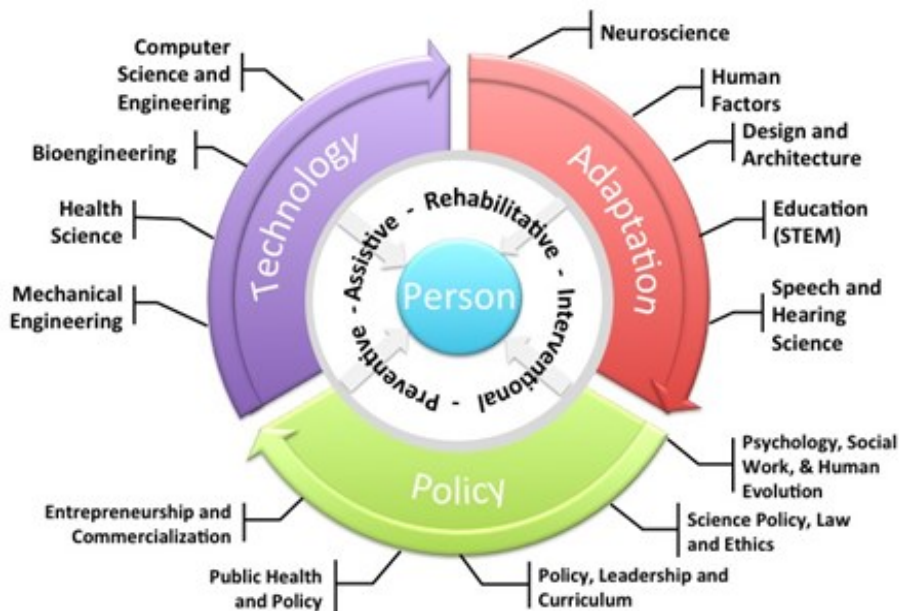 Neuroscience
Human
Factors
Design and
Architecture
Education
(STEM)
Speech and
Hearing
Science
Psychology, Social
Work, & Human
Evolution
Science Policy, Law
and Ethics
Policy, Leadership and
Curriculum
Public Health
and Policy
Entrepreneurship and
Commercialization
Mechanical
Engineering
Health
Science
Bioengineering
Computer
Science and
Engineering
Technology
Adaptation
Policy
Preventive - Assistive - Rehabilitative - Interventional -
Person